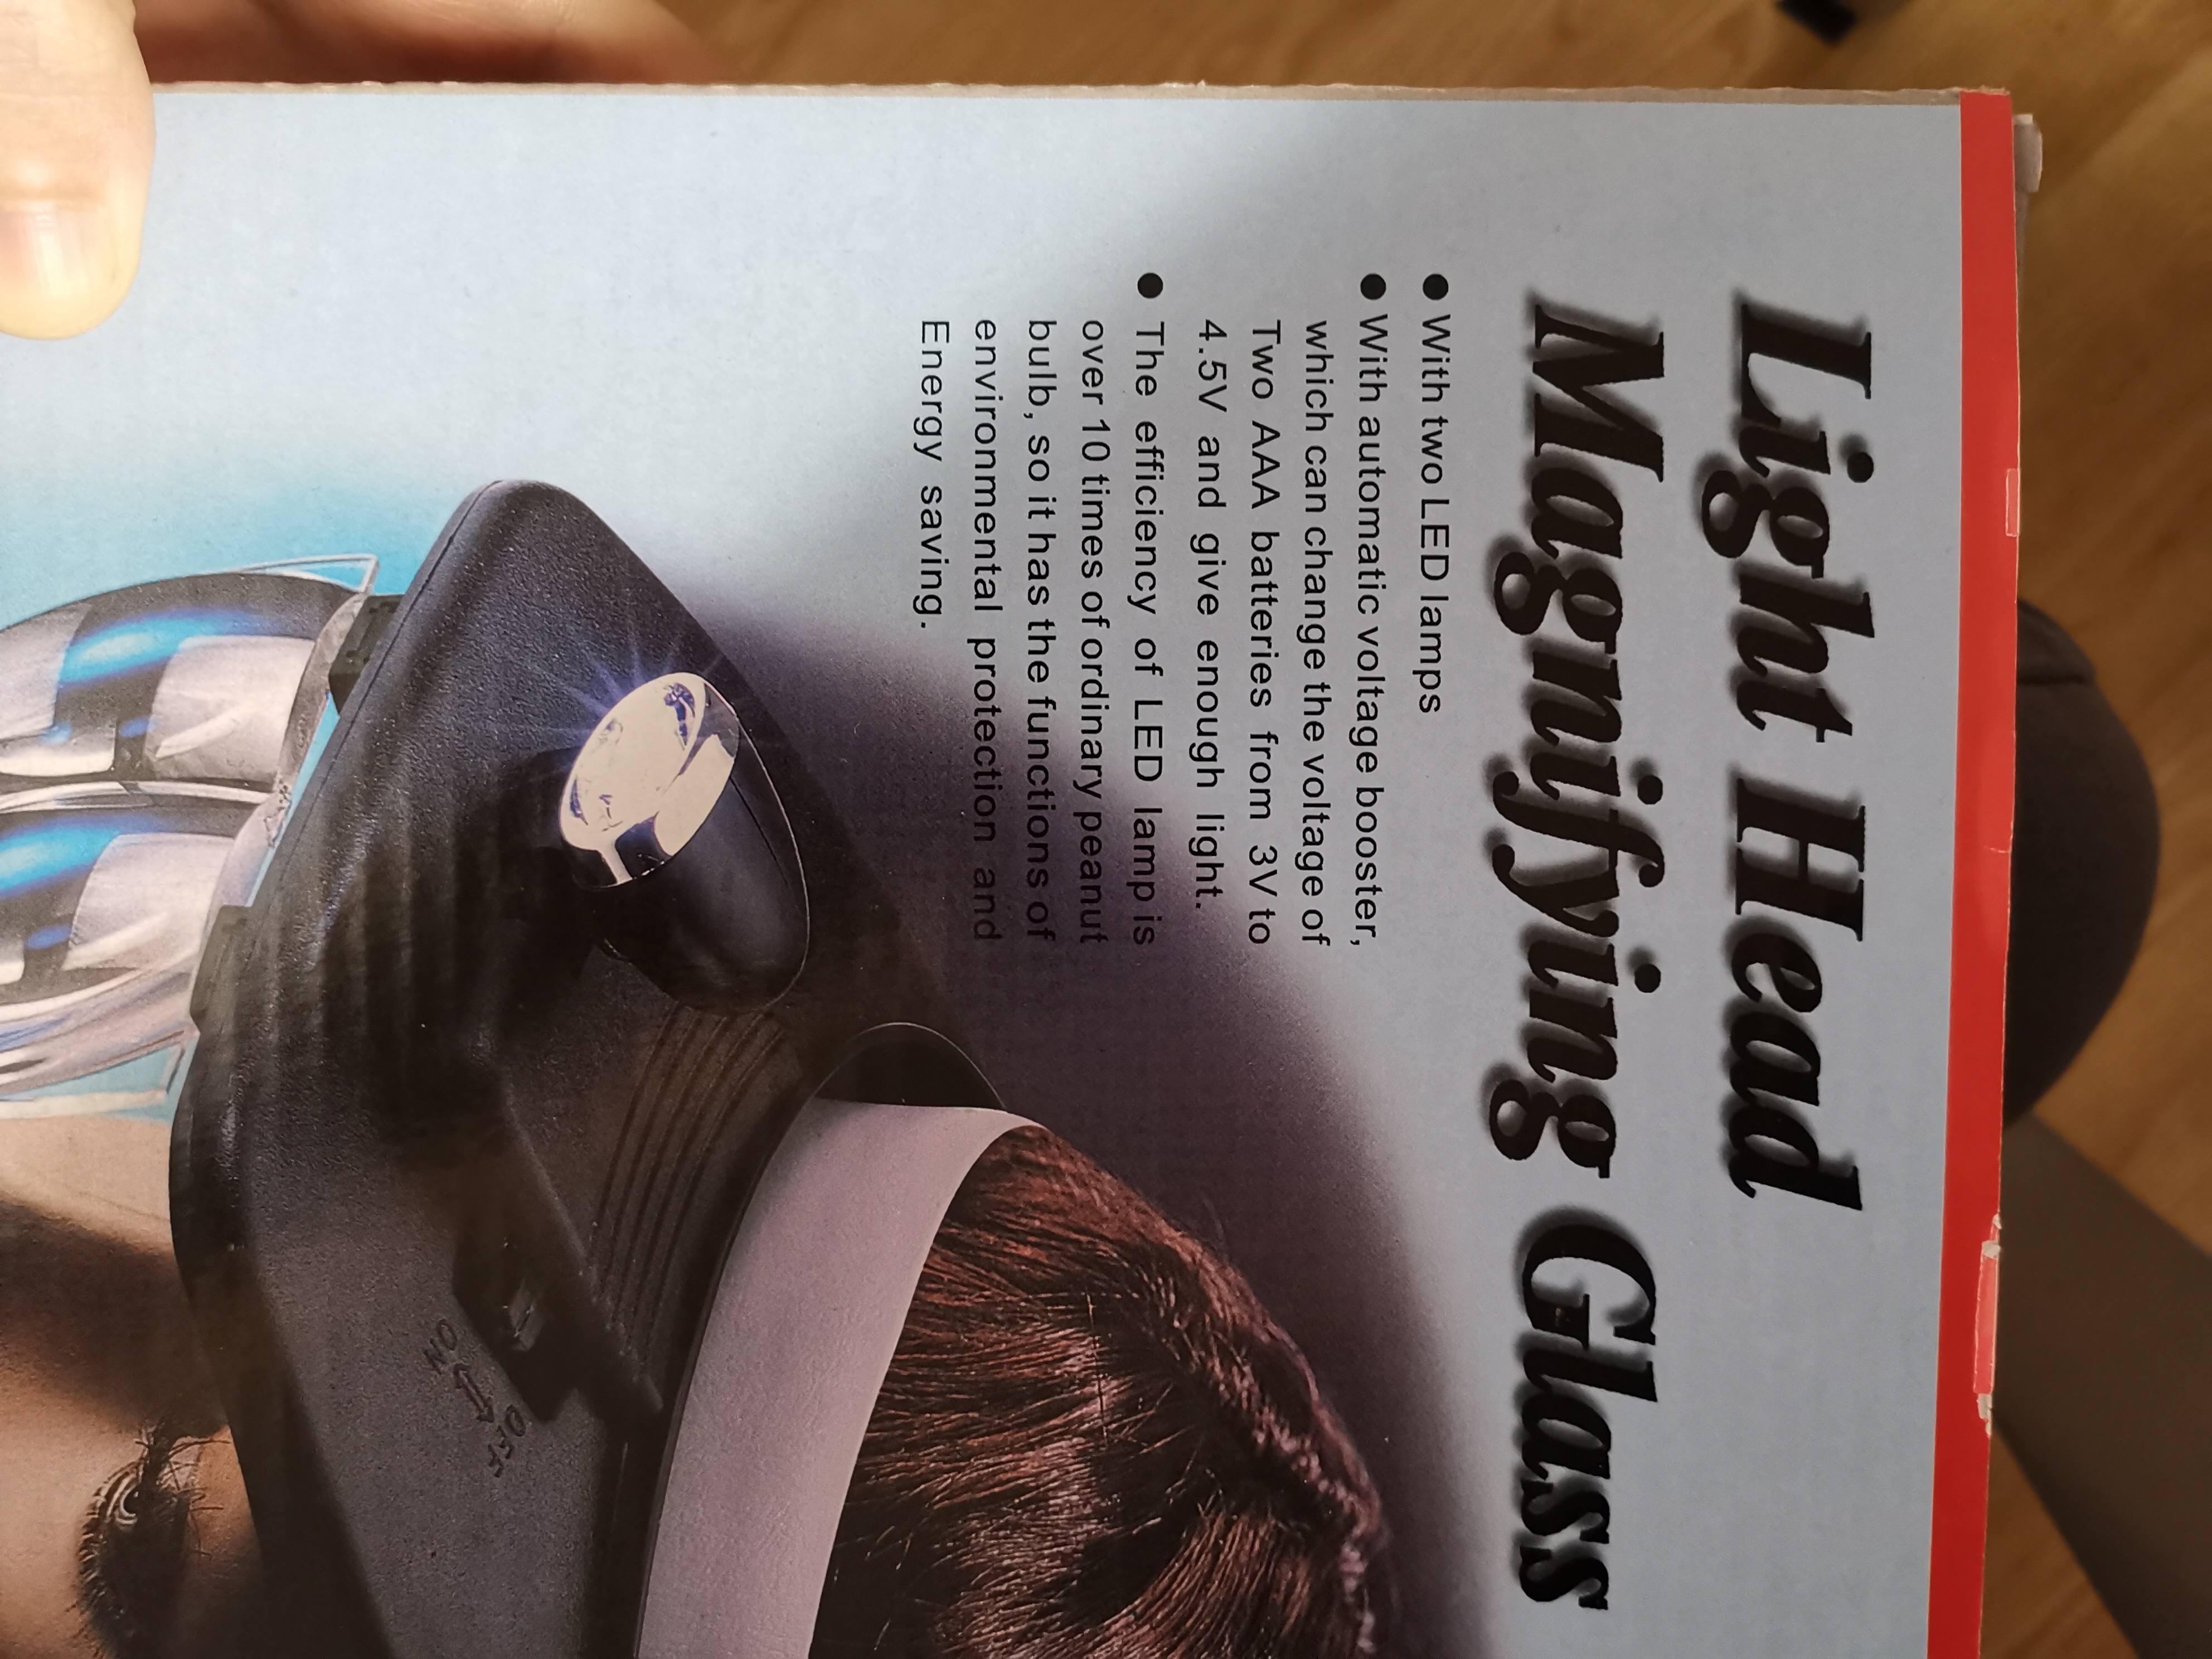 Light Head
Magnifying Glass
● With two LED lamps
● With automatic voltage booster,
which can change the voltage of
Two AAA batteries from 3V to
4.5V and give enough light.
● The efficiency of LED lamp is
over 10 times of ordinary peanut
bulb, so it has the functions of
environmental protection and
Energy saving.
ON OFF